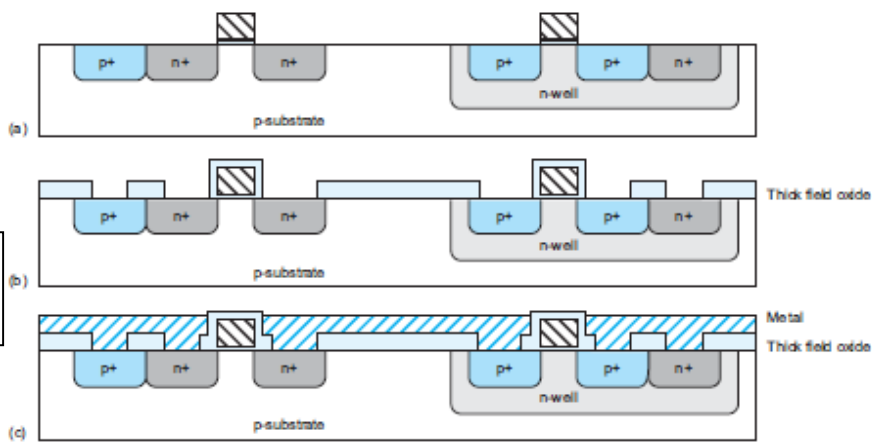 p+ n+ n+ p+ p+ n+
n-well
p-substrate
(a)
Thick field oxide
p+ n+ n+ p+ p+ n+
n-well
p-substrate
(b)
Metal
Thick field oxide
p+ n+ n+ p+ p+ n+
n-well
p-substrate
(c)